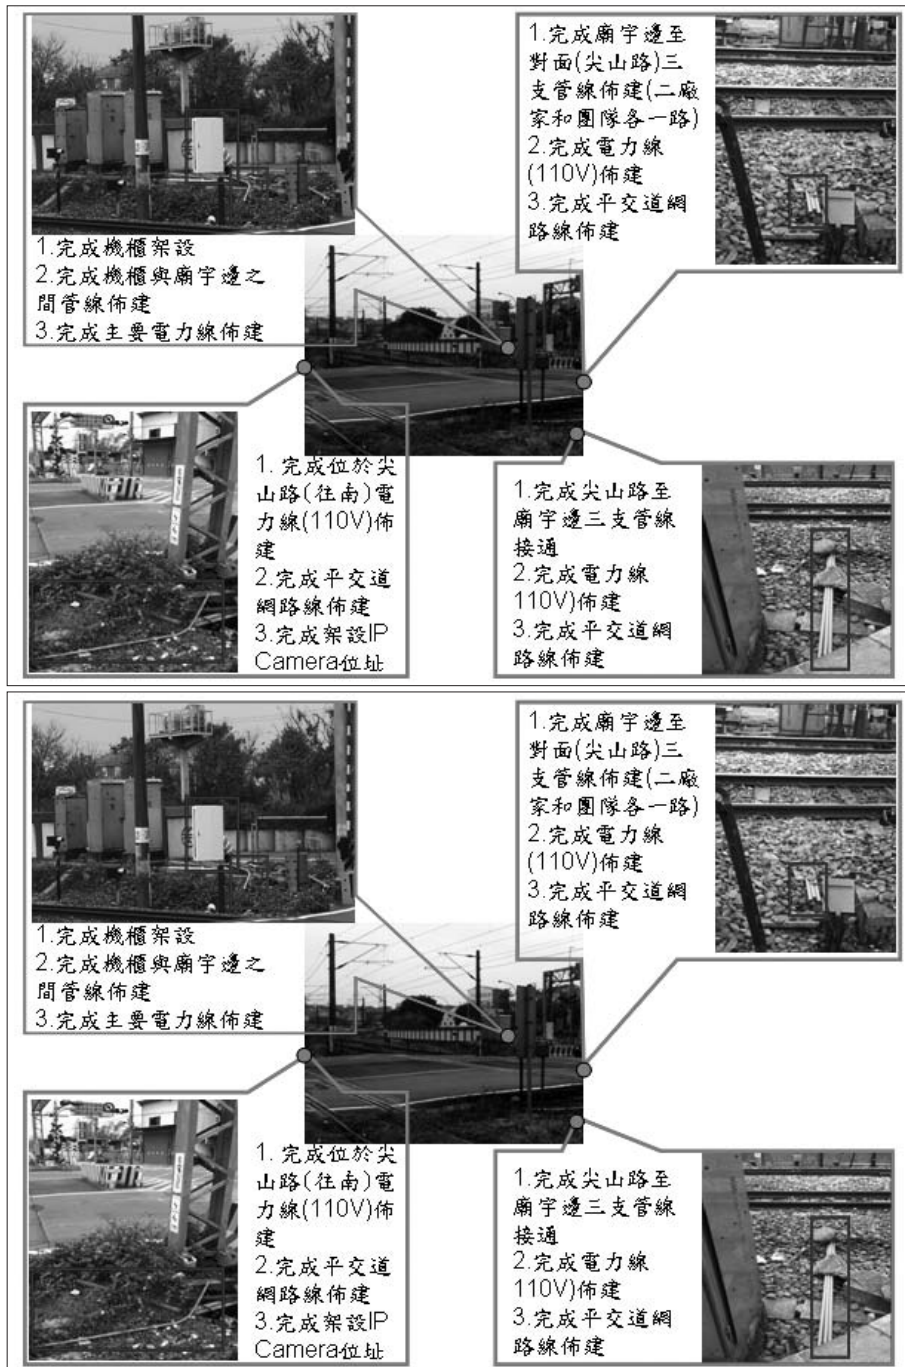 1.完成機櫃架設
2.完成機櫃與廟宇邊之
間管線佈建
3.完成主要電力線佈建
1.完成廟宇邊至
對面(尖山路)三
支管線佈建(二廠
家和團隊各一路)
2.完成電力線
(110V)佈建
3.完成平交道網
路線佈建
1. 完成位於尖
山路(往南)電
力線(110V)佈
建
2.完成平交道
網路線佈建
3.完成架設IP
Camera位址
1.完成尖山路至
廟宇邊三支管線
接通
2.完成電力線
110V)佈建
3.完成平交道網
路線佈建
1.完成機櫃架設
2.完成機櫃與廟宇邊之
間管線佈建
3.完成主要電力線佈建
1.完成廟宇邊至
對面(尖山路)三
支管線佈建(二廠
家和團隊各一路)
2.完成電力線
(110V)佈建
3.完成平交道網
路線佈建
1. 完成位於尖
山路(往南)電
力線(110V)佈
建
2.完成平交道
網路線佈建
3.完成架設IP
Camera位址
1.完成尖山路至
廟宇邊三支管線
接通
2.完成電力線
110V)佈建
3.完成平交道網
路線佈建